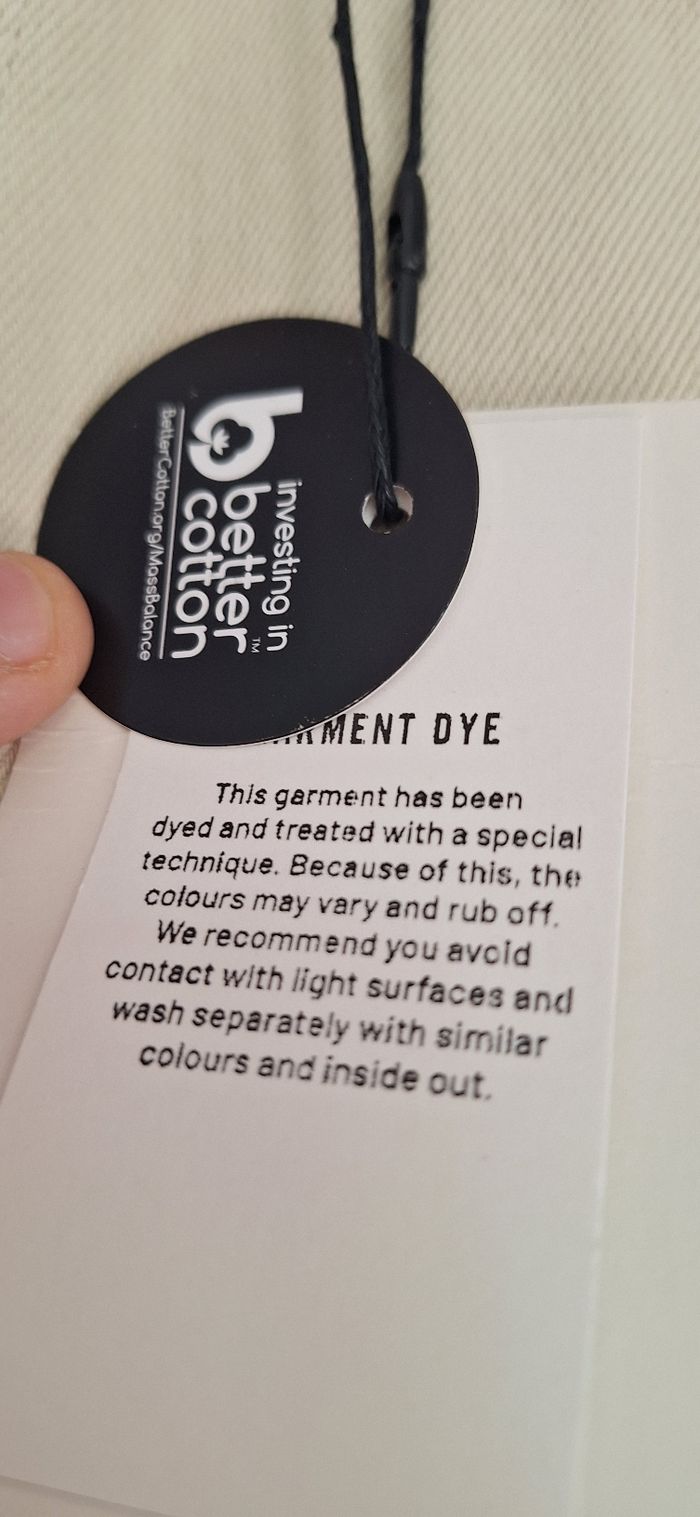 investing in
better
cotton
TM
BetterCotton.org/MassBalance
RMENT DYE
This garment has been
dyed and treated with a special
technique. Because of this, the
colours may vary and rub off.
We recommend you avoid
contact with light surfaces and
wash separately with similar
colours and inside out.